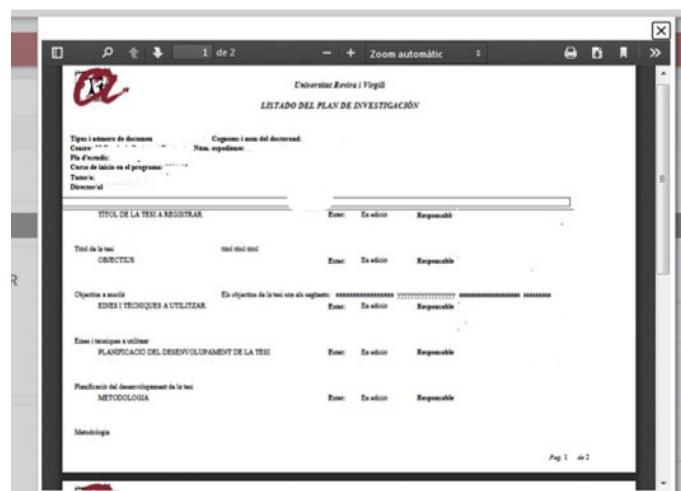 1 de 2 − + Zoom automàtic
Universitat Rovira i Virgili
LISTADO DEL PLAN DE INVESTIGACIÓN
Tipus i número de documen Cognoms i nom del doctorand.
Centre: Núm. expedient:
Pla d'estudis:
Curso de inicio en el programa:
Tutor/a:
Director/a
TÍTOL DE LA TESI A REGISTRAR Estat: En edició Responsable
Títol de la tesi titol titol titol
OBJECTIUS Estat: En edició Responsable
Objectius a assolir Els objectius de la tesi són els següents:
EINES I TÈCNIQUES A UTILITZAR Estat: En edició Responsable
Eines i tècniques a utilitzar
PLANIFICACIÓ DEL DESENVOLUPAMENT DE LA TESI Estat: En edició Responsable
Planificació del desenvolupament de la tesi
METODOLOGIA Estat: En edició Responsable
Metodologia
Pag. 1 de 2
R